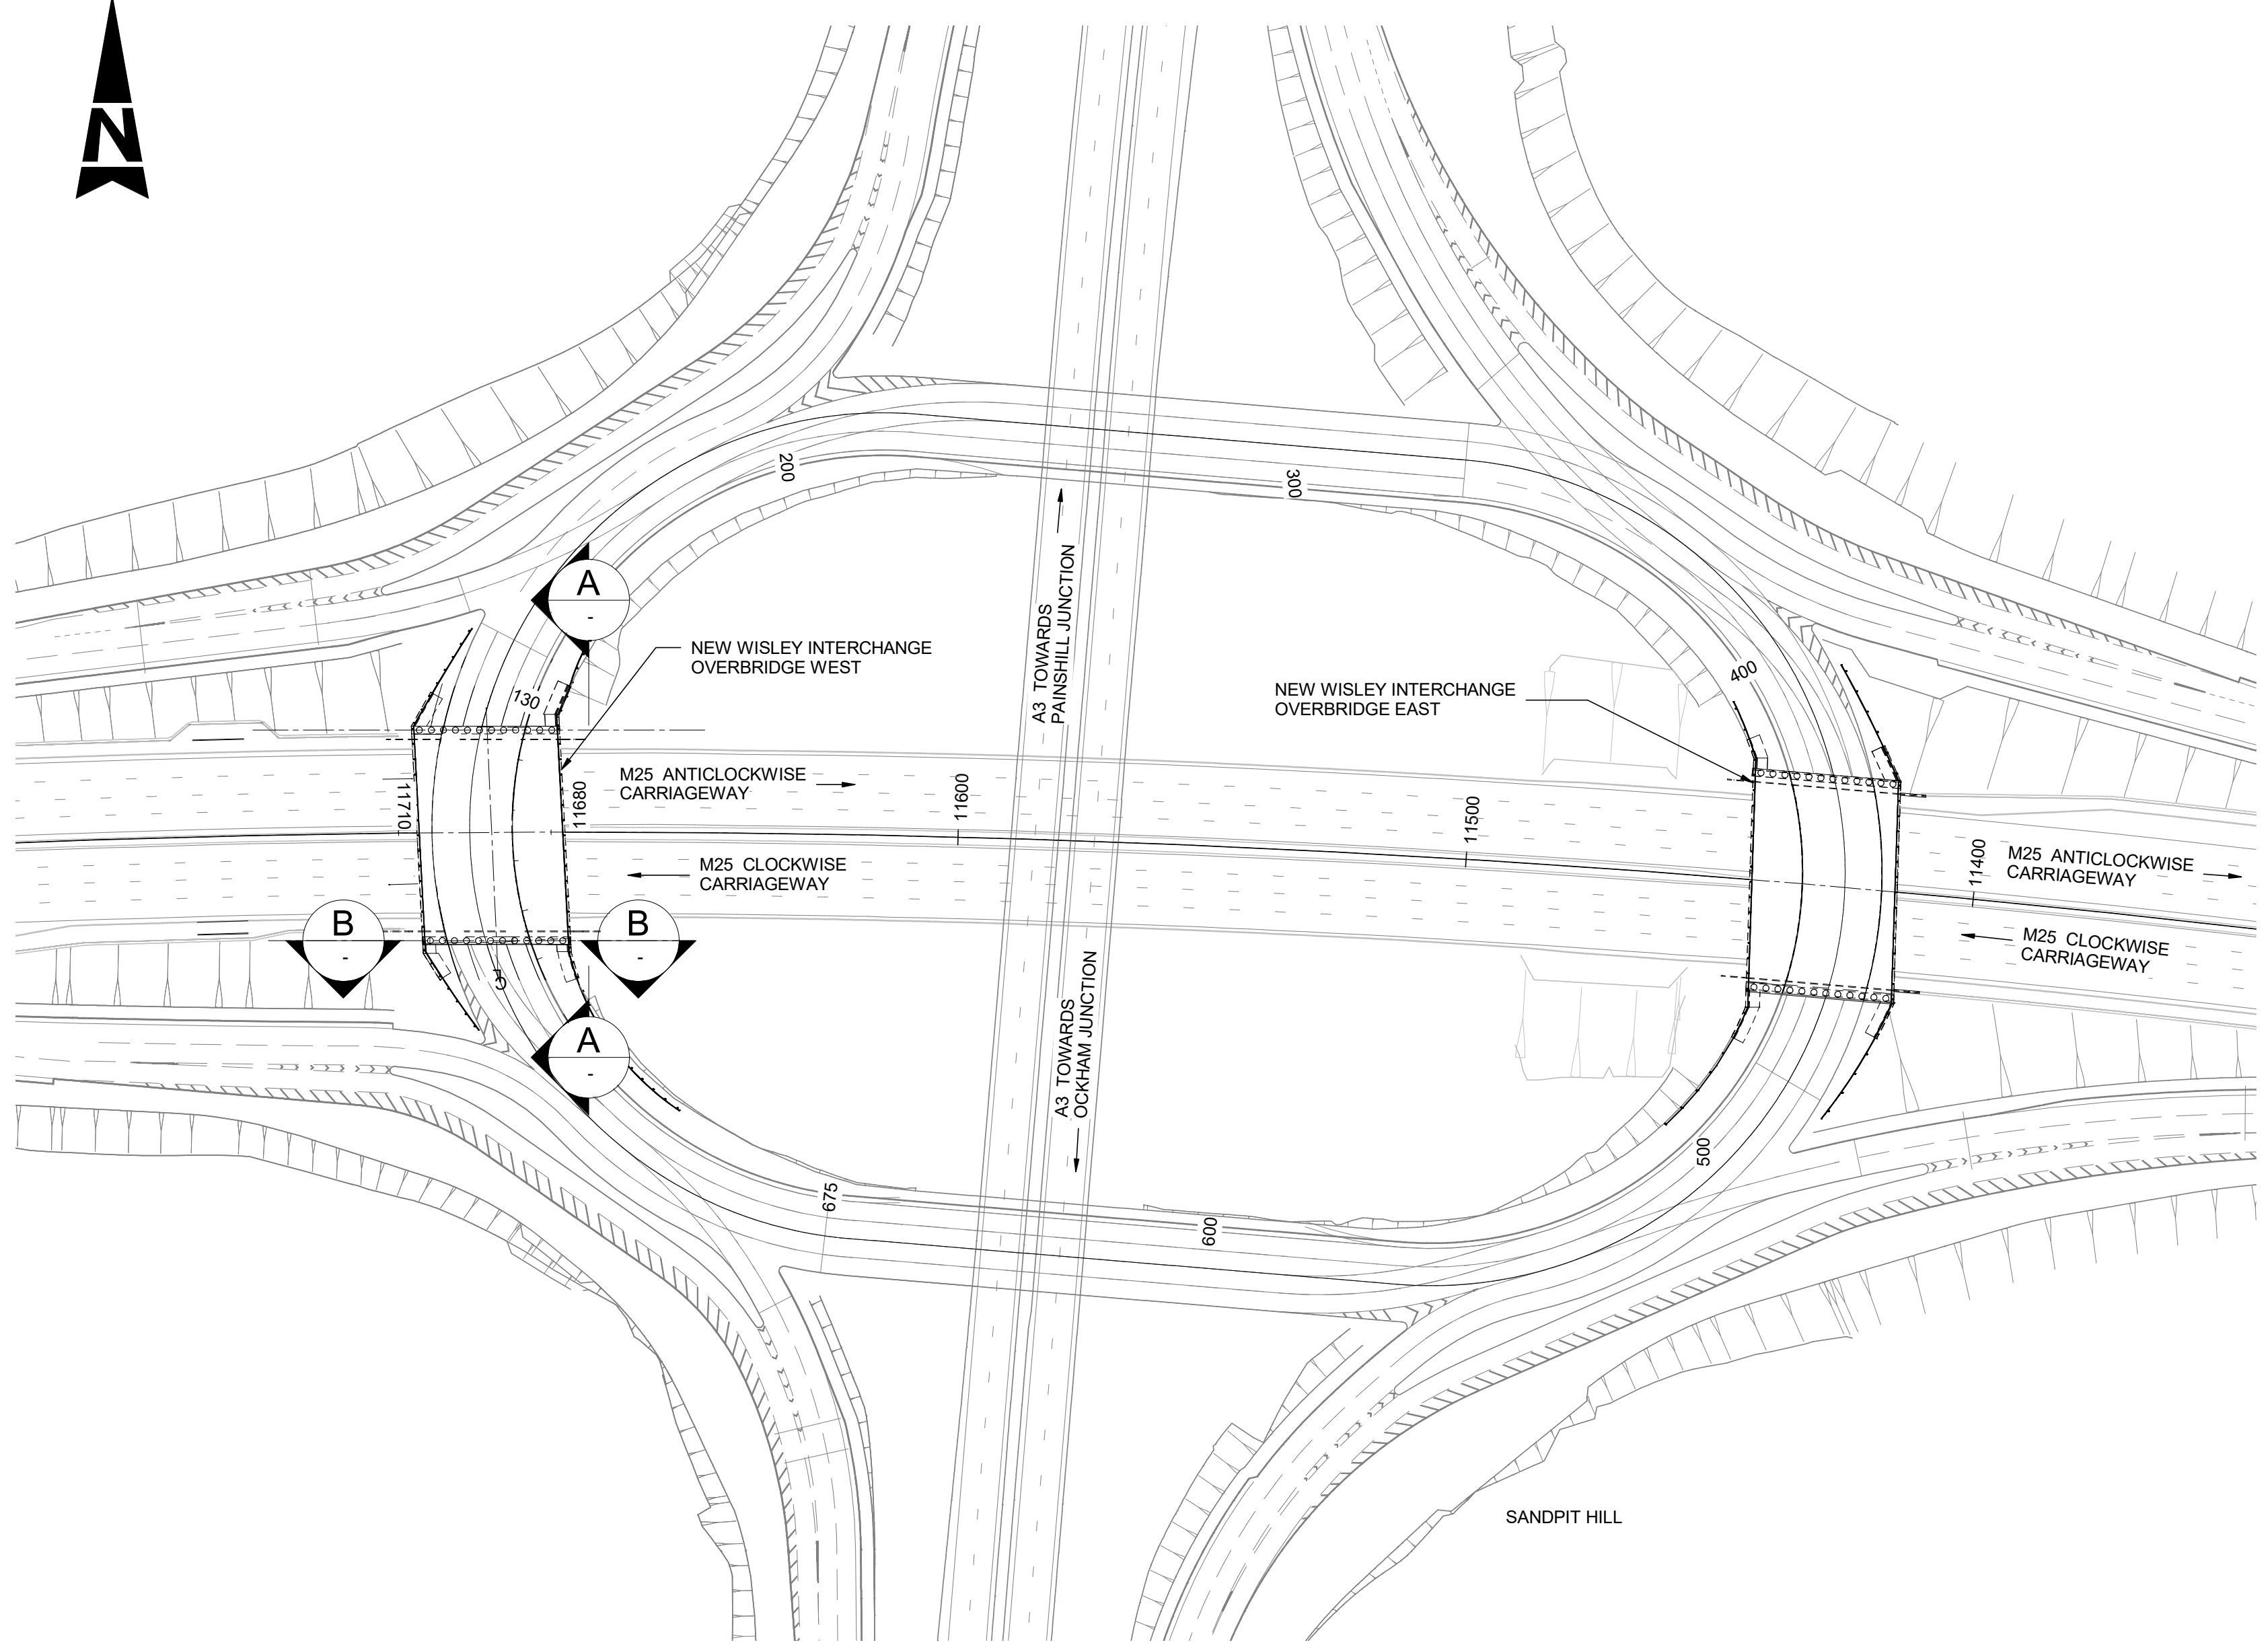 N
200
300
A
-
A3 TOWARDS
PAINSHILL JUNCTION
NEW WISLEY INTERCHANGE
OVERBRIDGE WEST
400
130
NEW WISLEY INTERCHANGE
OVERBRIDGE EAST
M25 ANTICLOCKWISE
CARRIAGEWAY
11710
11680
11600
11500
11400
M25 ANTICLOCKWISE
CARRIAGEWAY
M25 CLOCKWISE
CARRIAGEWAY
B
-
B
-
M25 CLOCKWISE
CARRIAGEWAY
A3 TOWARDS
OCKHAM JUNCTION
A
-
500
675
600
SANDPIT HILL